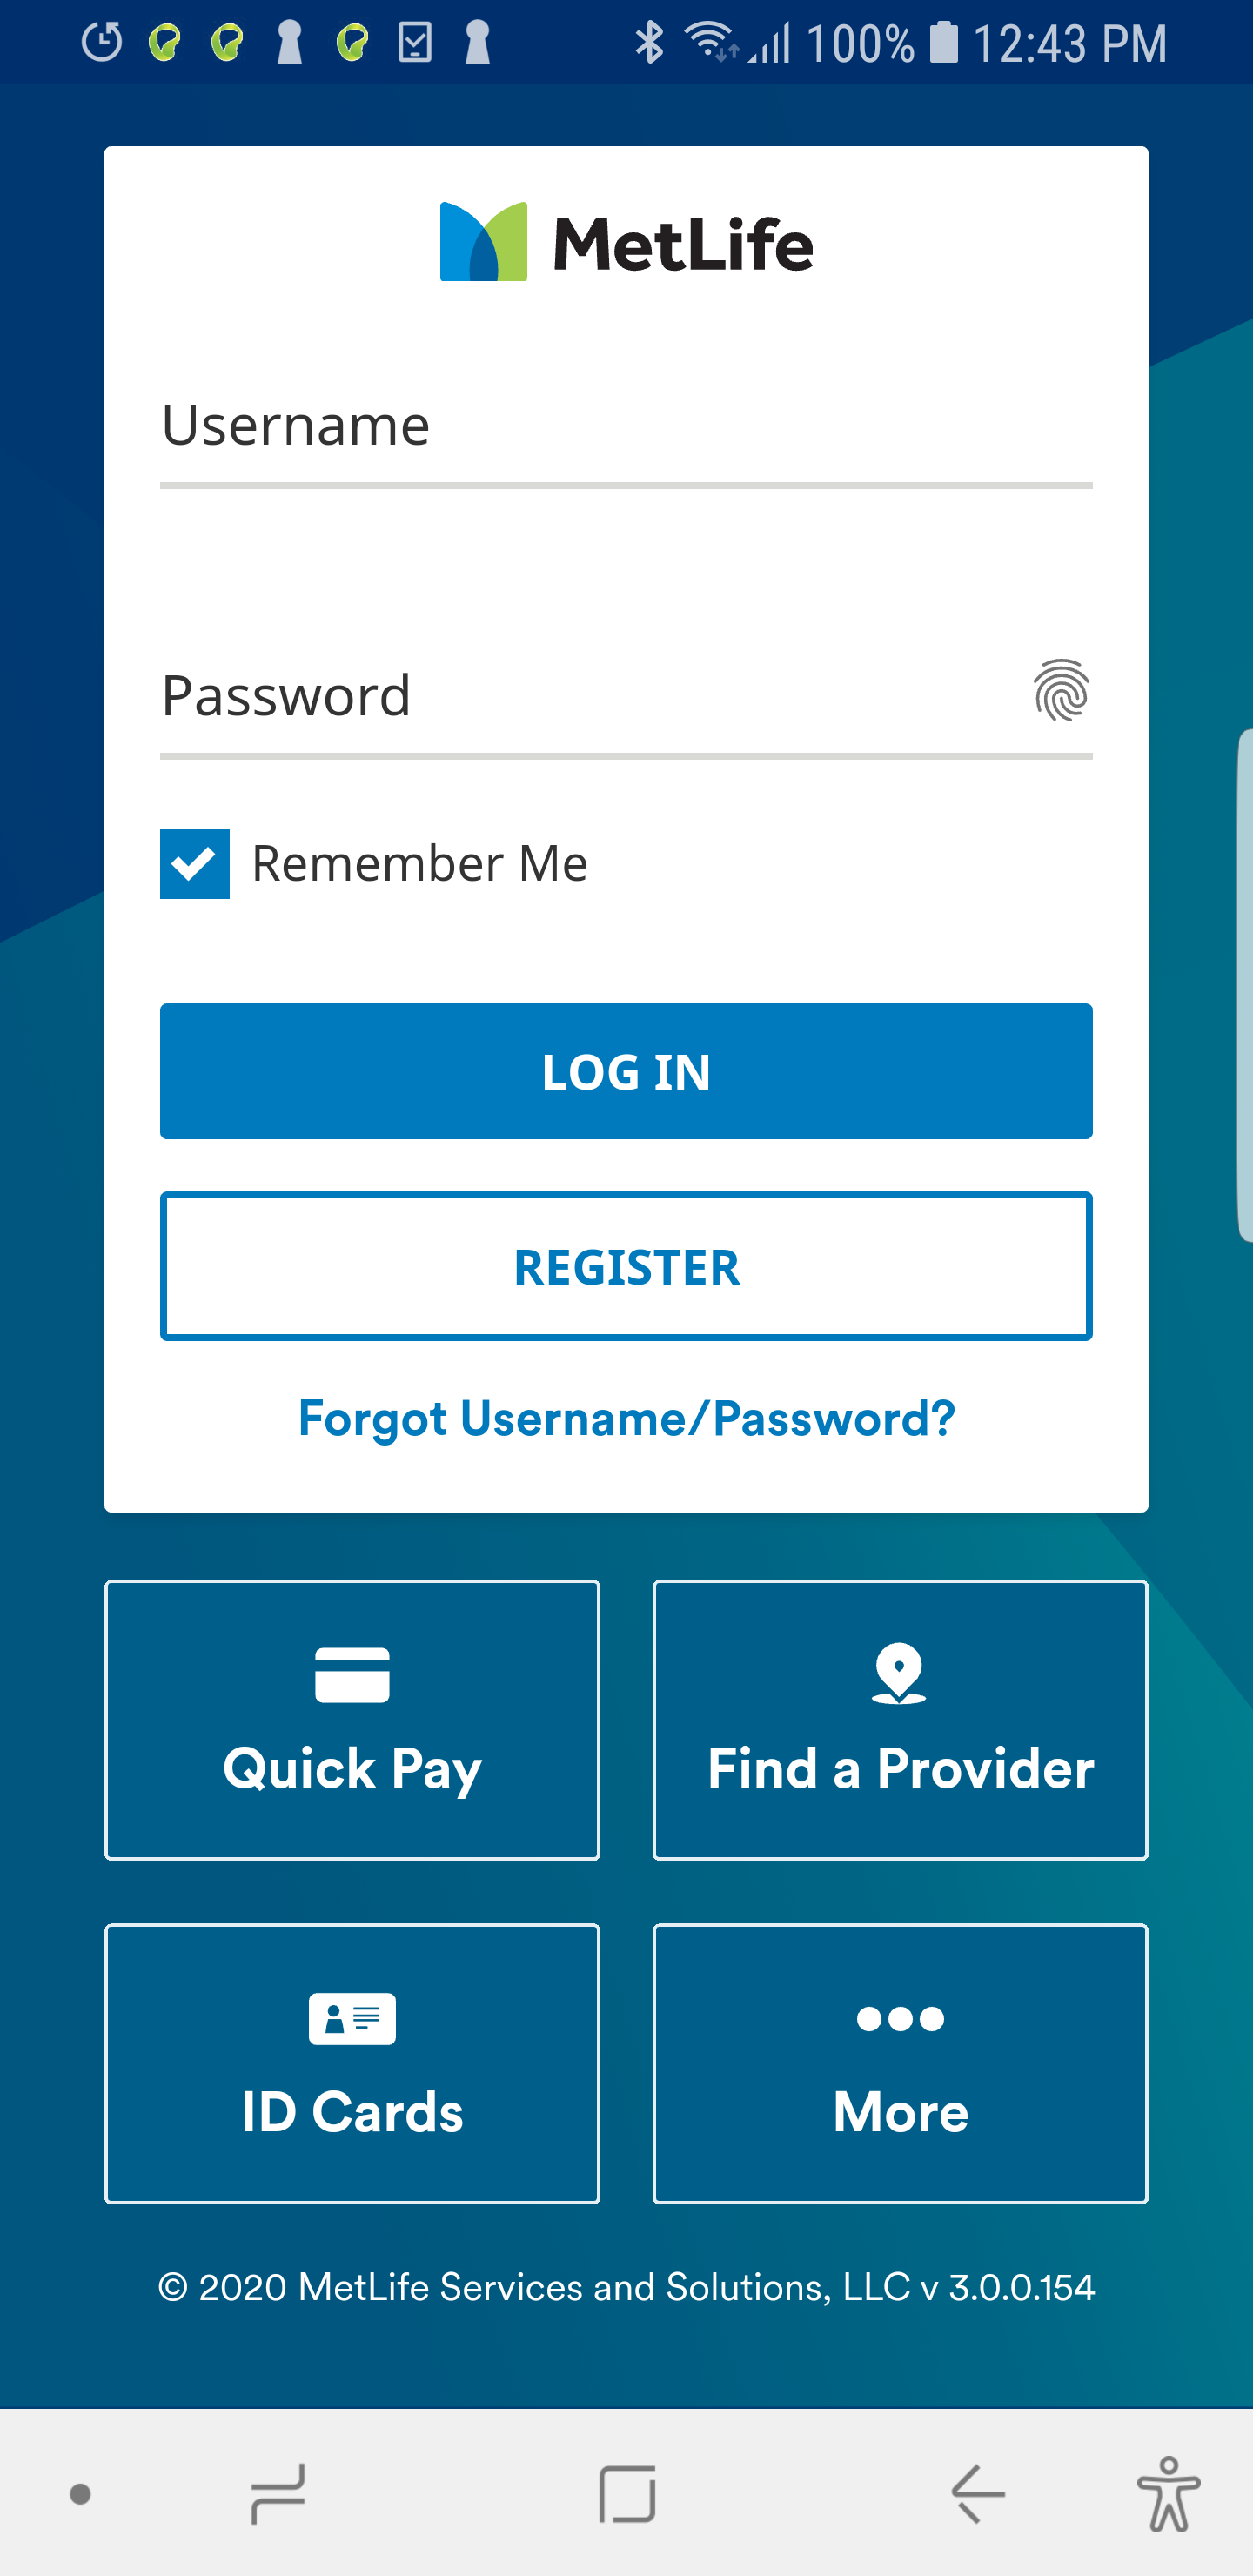 100% 12:43 PM
MetLife
Username
Password
Remember Me
LOG IN
REGISTER
Forgot Username/Password?
Quick Pay
Find a Provider
ID Cards
More
© 2020 MetLife Services and Solutions, LLC v 3.0.0.154